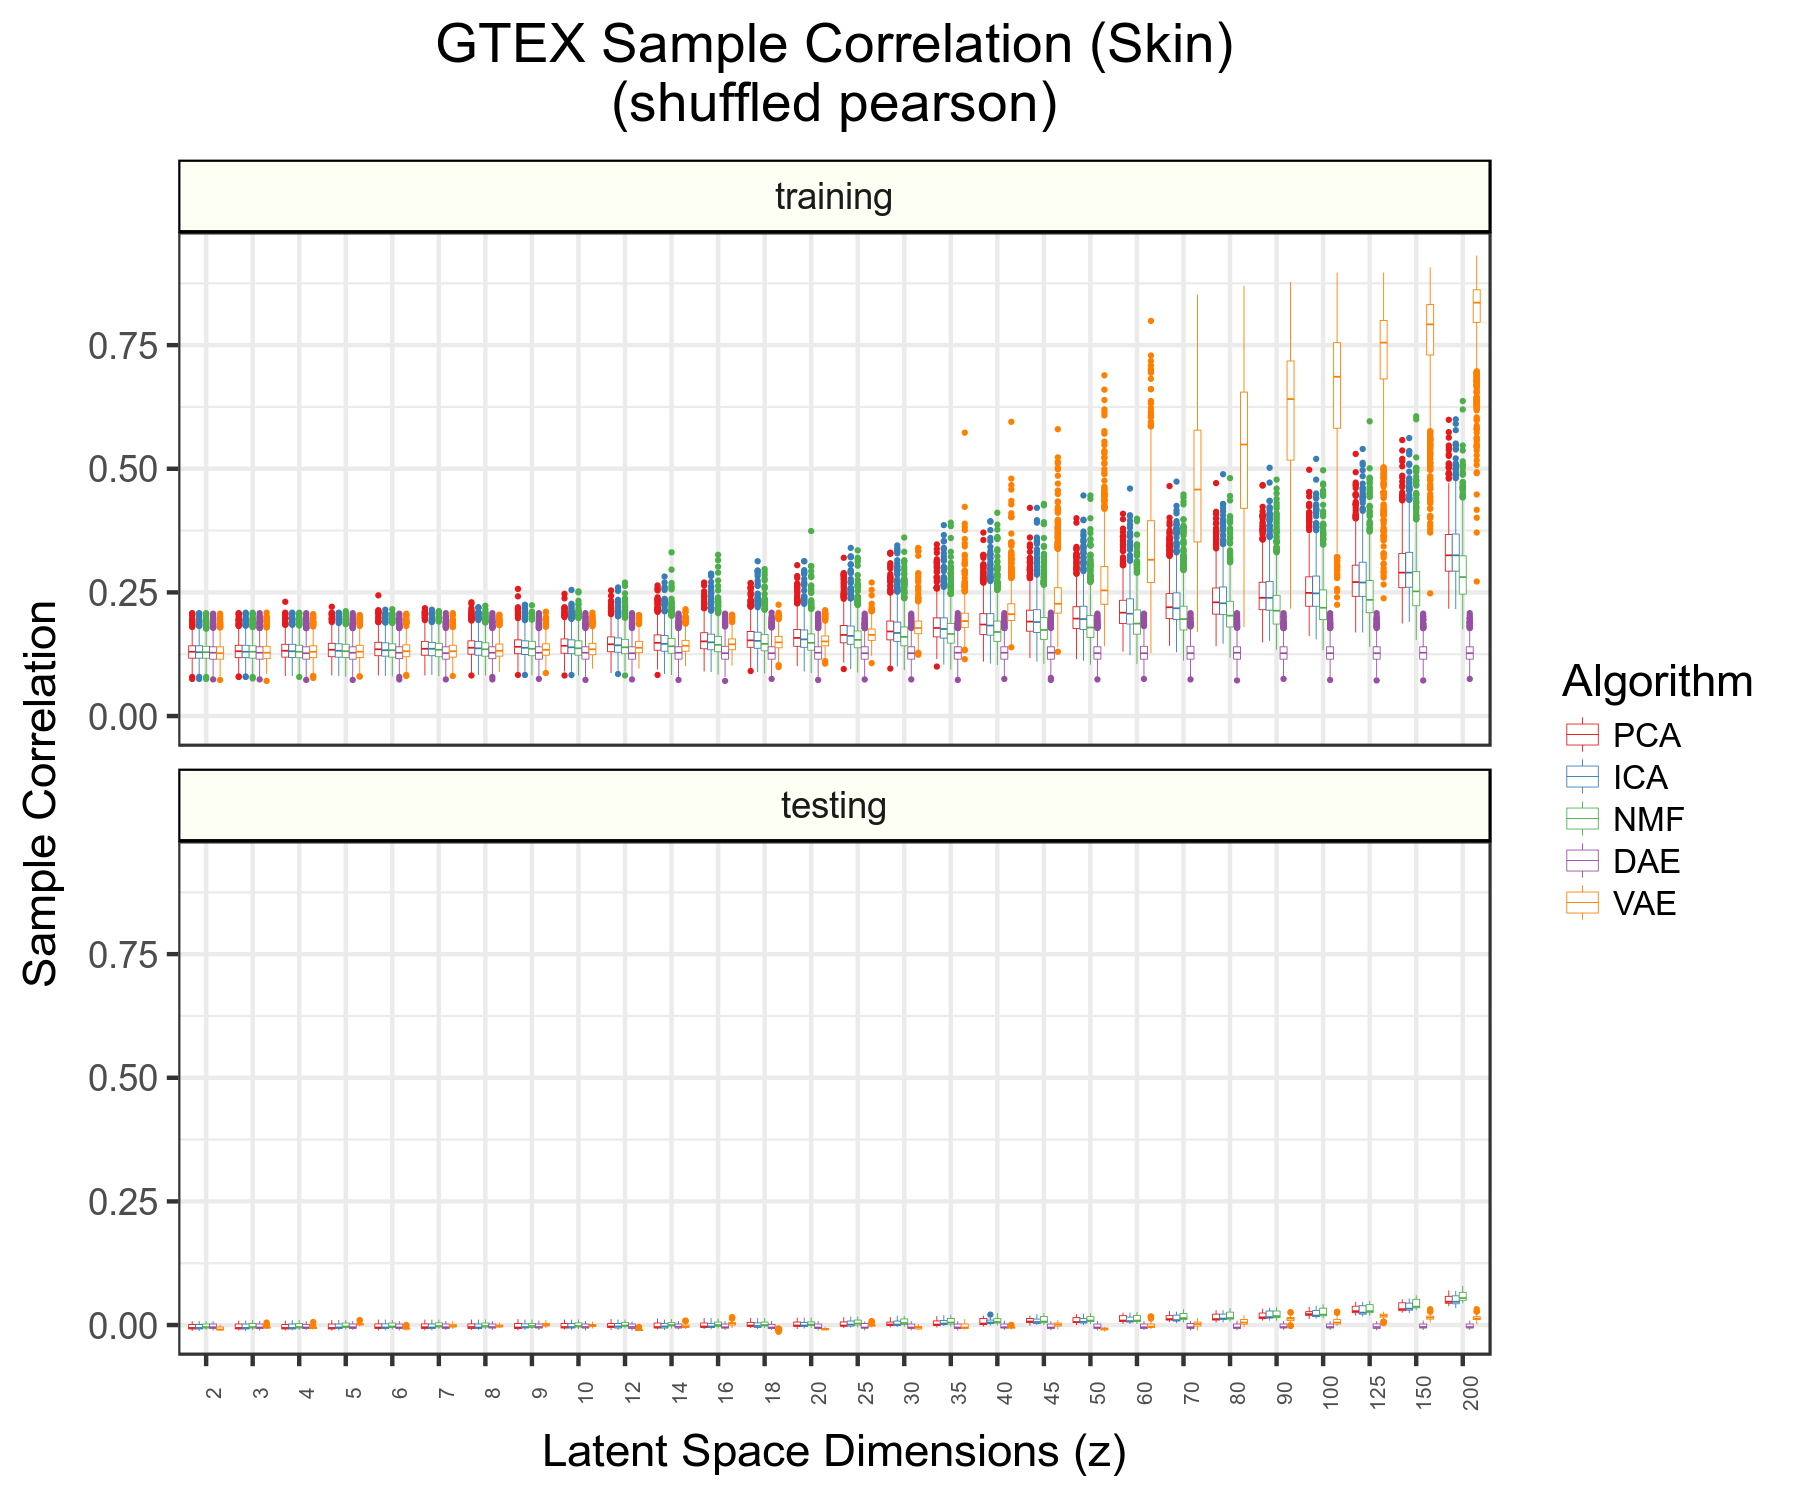 GTEX Sample Correlation (Skin)
(shuffled pearson)
training
0.75
0.50
0.25
0.00
testing
0.75
0.50
0.25
0.00
2 3 4 5 6 7 8 9 10 12 14 16 18 20 25 30 35 40 45 50 60 70 80 90 100 125 150 200
Latent Space Dimensions (z)
Sample Correlation
Algorithm
PCA
ICA
NMF
DAE
VAE